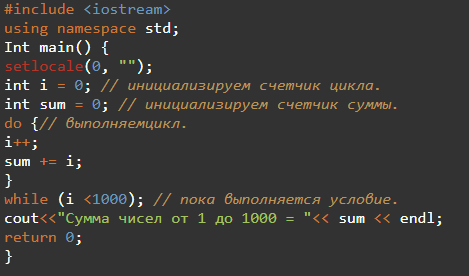 #include <iostream>
using namespace std;
Int main() {
setlocale(0, "");
int i = 0; // инициализируем счетчик цикла.
int sum = 0; // инициализируем счетчик суммы.
do {// выполняемцикл.
i++;
sum += i;
}
while (i <1000); // пока выполняется условие.
cout<<"Сумма чисел от 1 до 1000 = "<< sum << endl;
return 0;
}